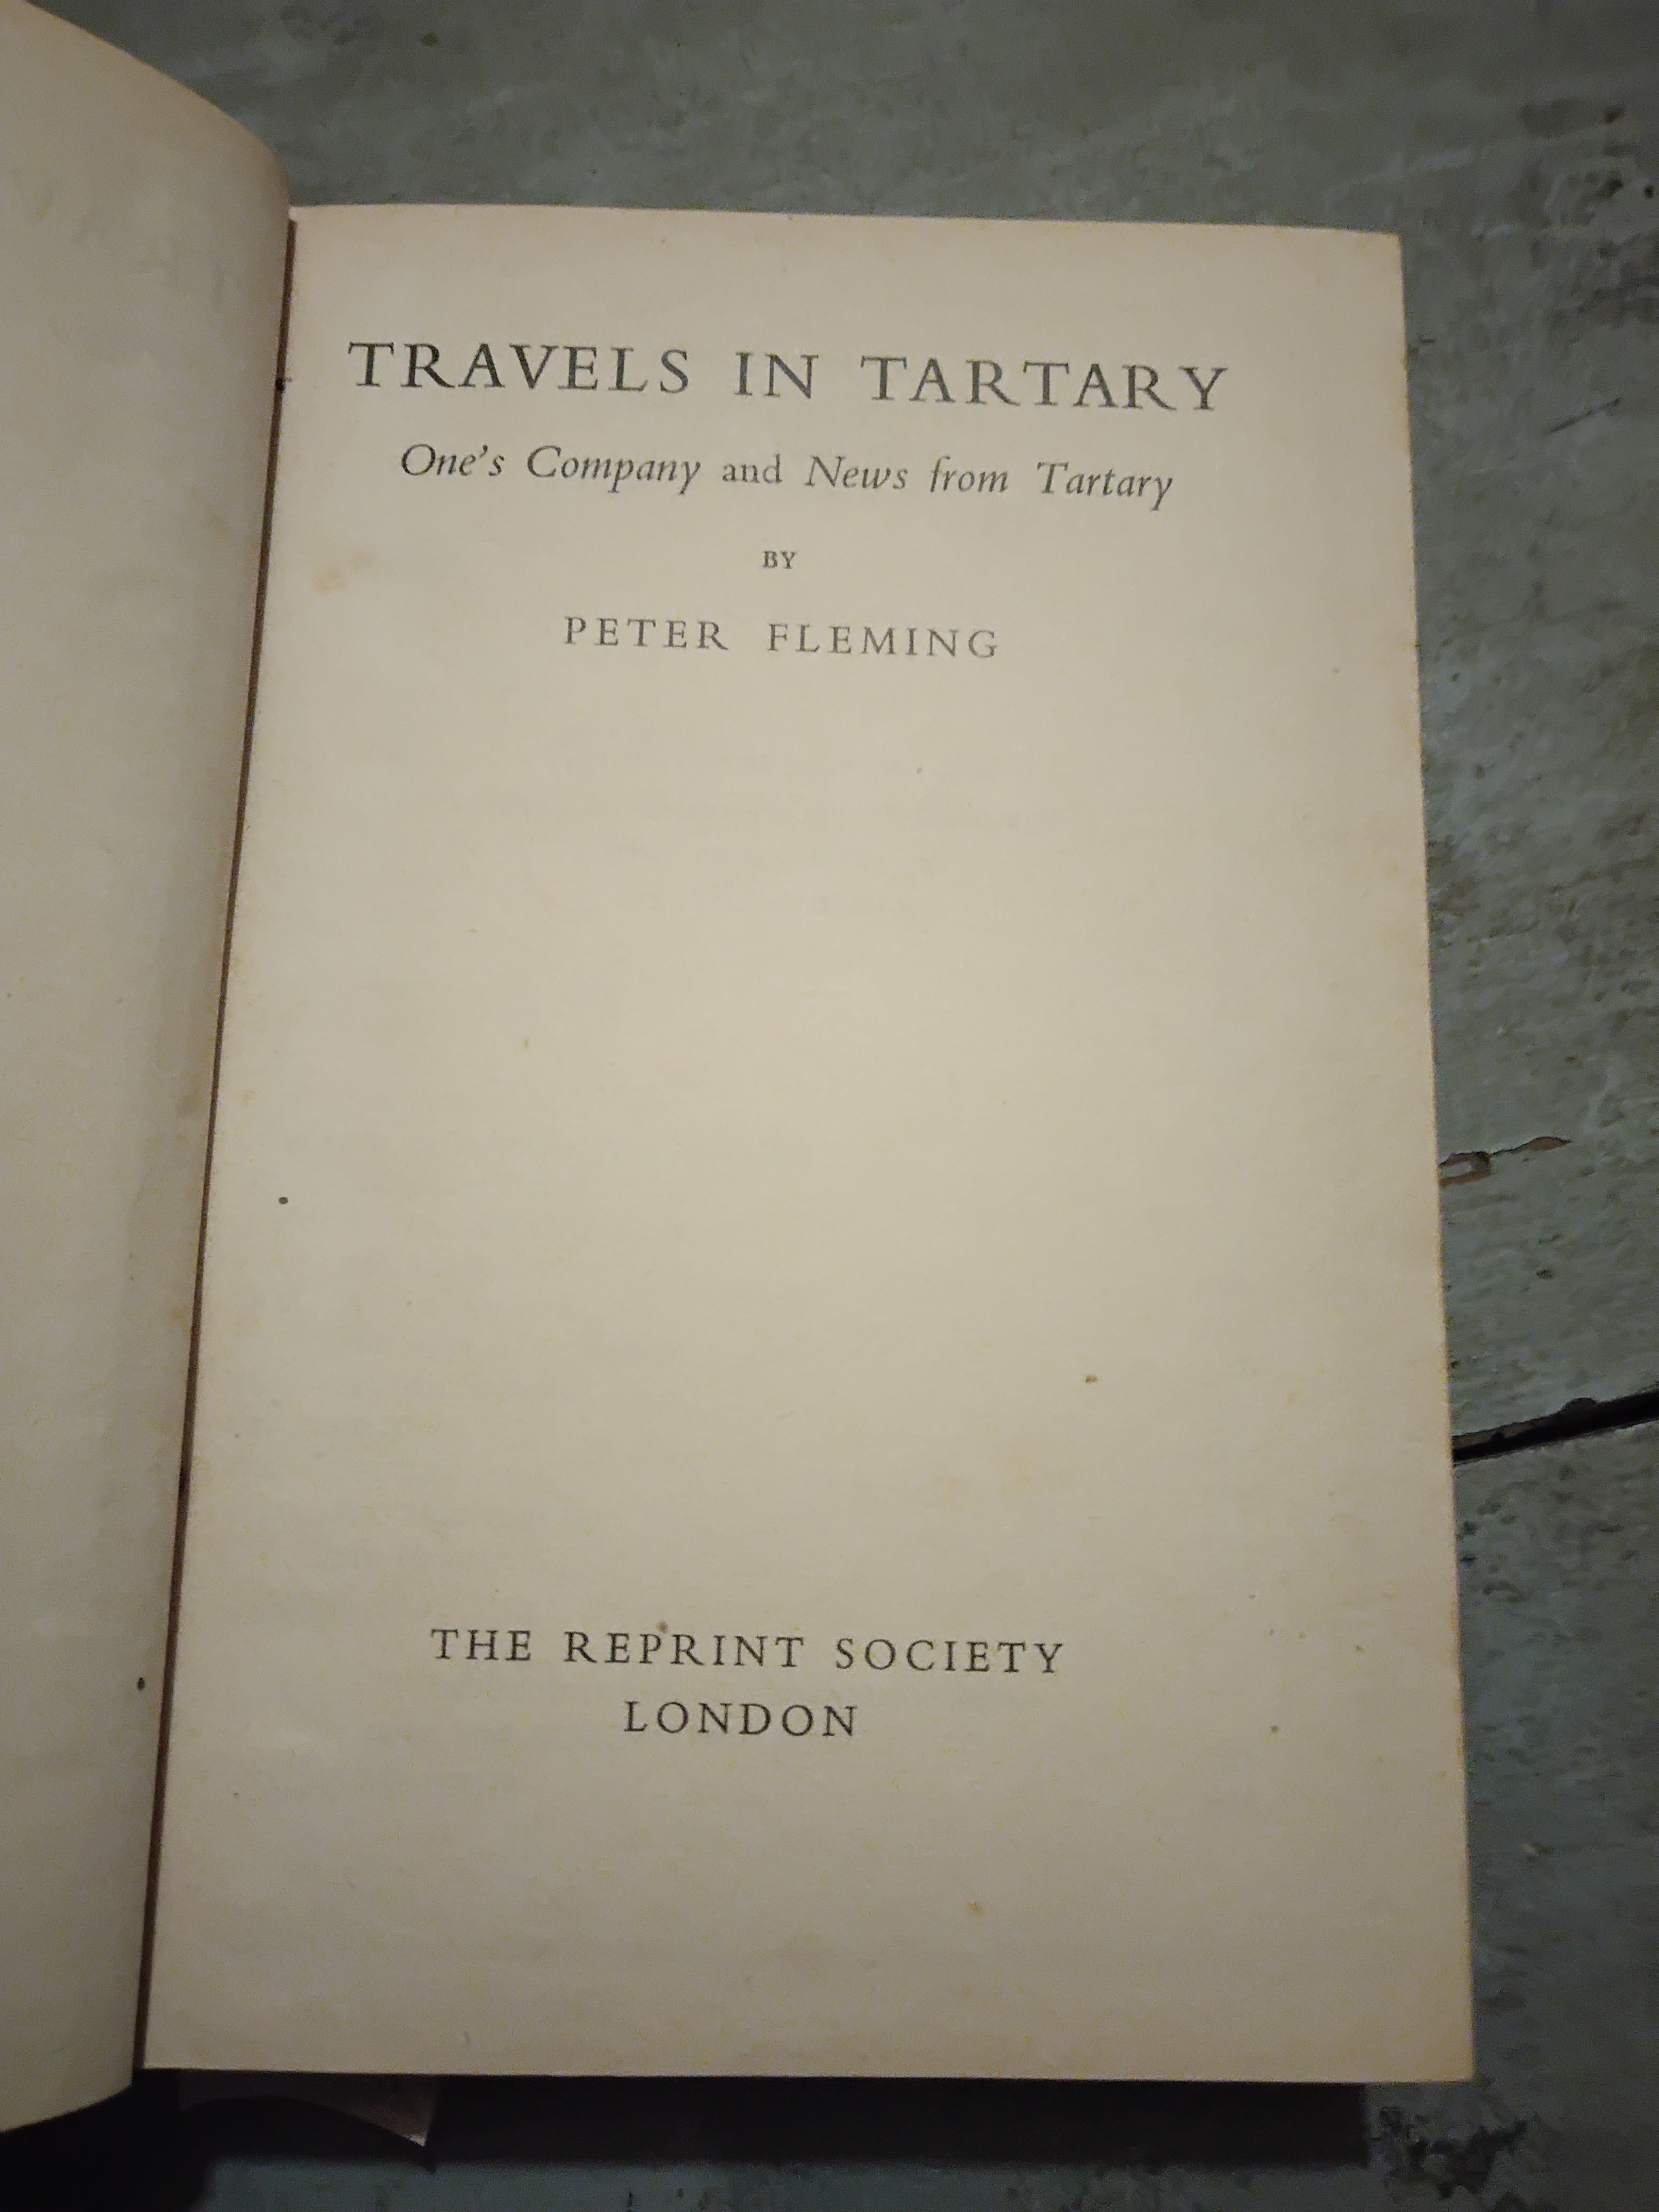 TRAVELS IN TARTARY
One's Company and News from Tartary
BY
PETER FLEMING
THE REPRINT SOCIETY
LONDON